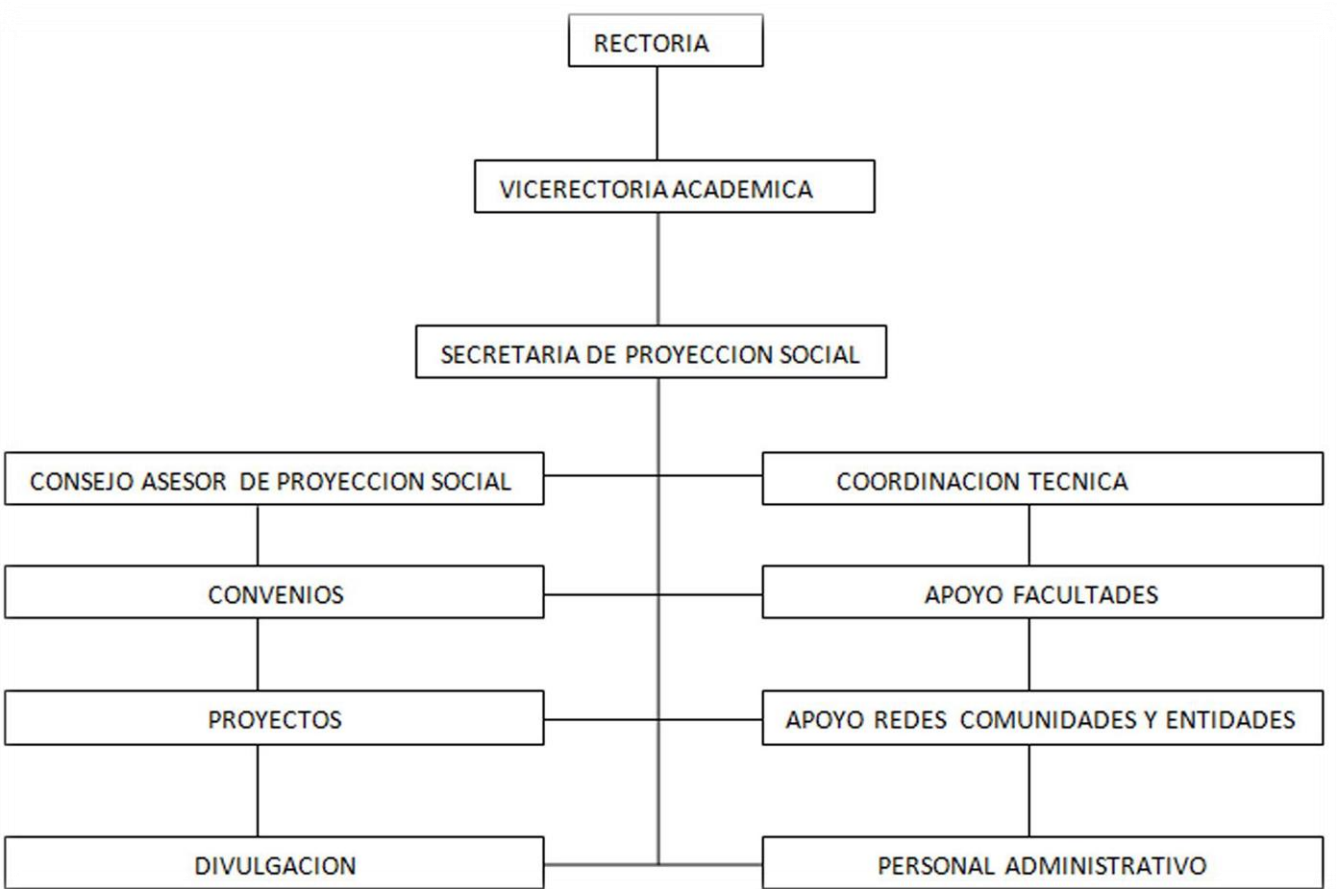 RECTORIA
VICERECTORIA ACADEMICA
SECRETARIA DE PROYECCION SOCIAL
CONSEJO ASESOR DE PROYECCION SOCIAL
COORDINACION TECNICA
CONVENIOS
APOYO FACULTADES
PROYECTOS
APOYO REDES COMUNIDADES Y ENTIDADES
DIVULGACION
PERSONAL ADMINISTRATIVO